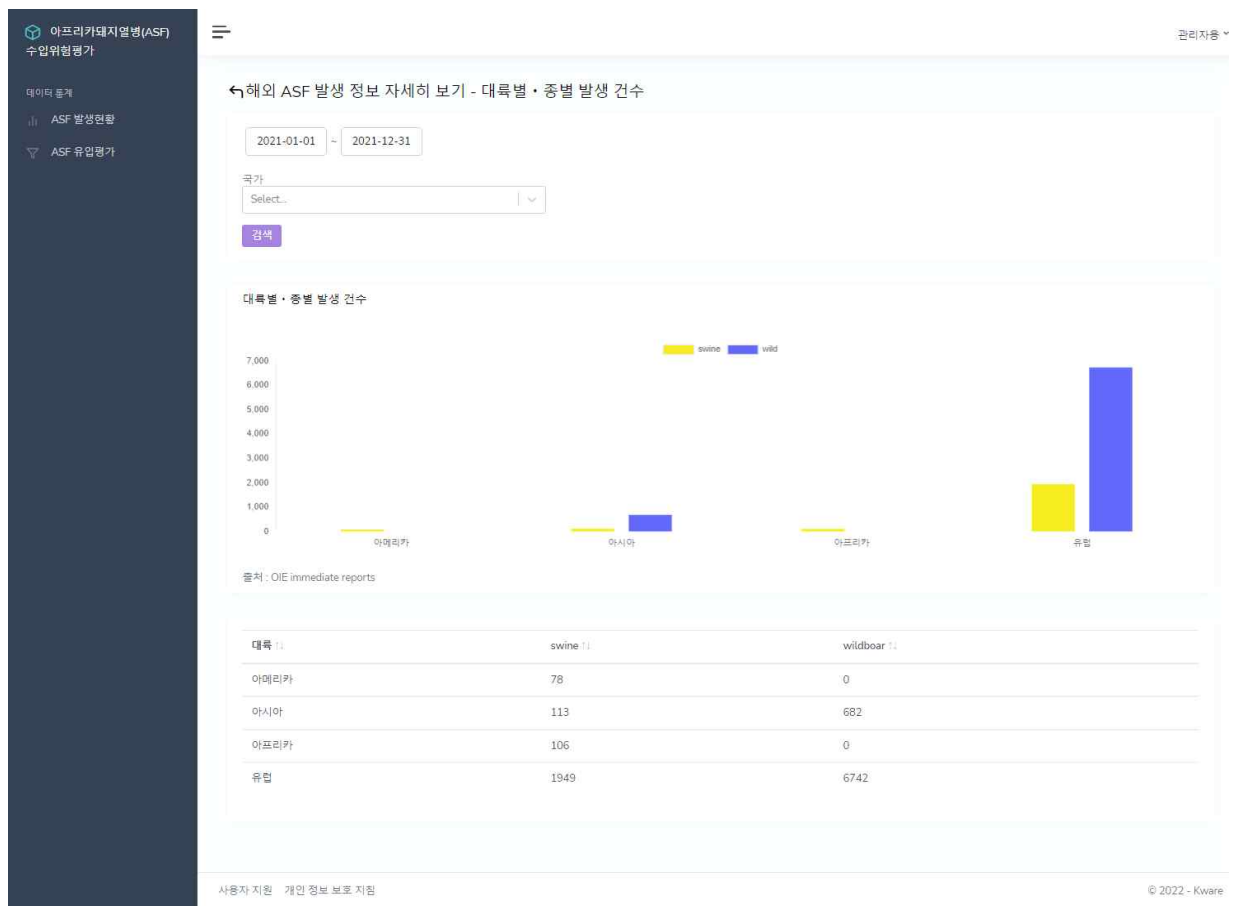 아프리카돼지열병(ASF)
수입위험평가
데이터 통계
ASF 발생현황
ASF 유입평가
관리자용
해외 ASF 발생 정보 자세히 보기 - 대륙별・종별 발생 건수
2021-01-01 ~ 2021-12-31
국가
Select...
검색
대륙별・종별 발생 건수
swine wild
7,000
6,000
5,000
4,000
3,000
2,000
1,000
0
아메리카 아시아 아프리카 유럽
출처 : OIE immediate reports
대륙 ↑↓ swine ↑↓ wildboar ↑↓
아메리카 78 0
아시아 113 682
아프리카 106 0
유럽 1949 6742
사용자 지원 개인 정보 보호 지침
© 2022 - Kware